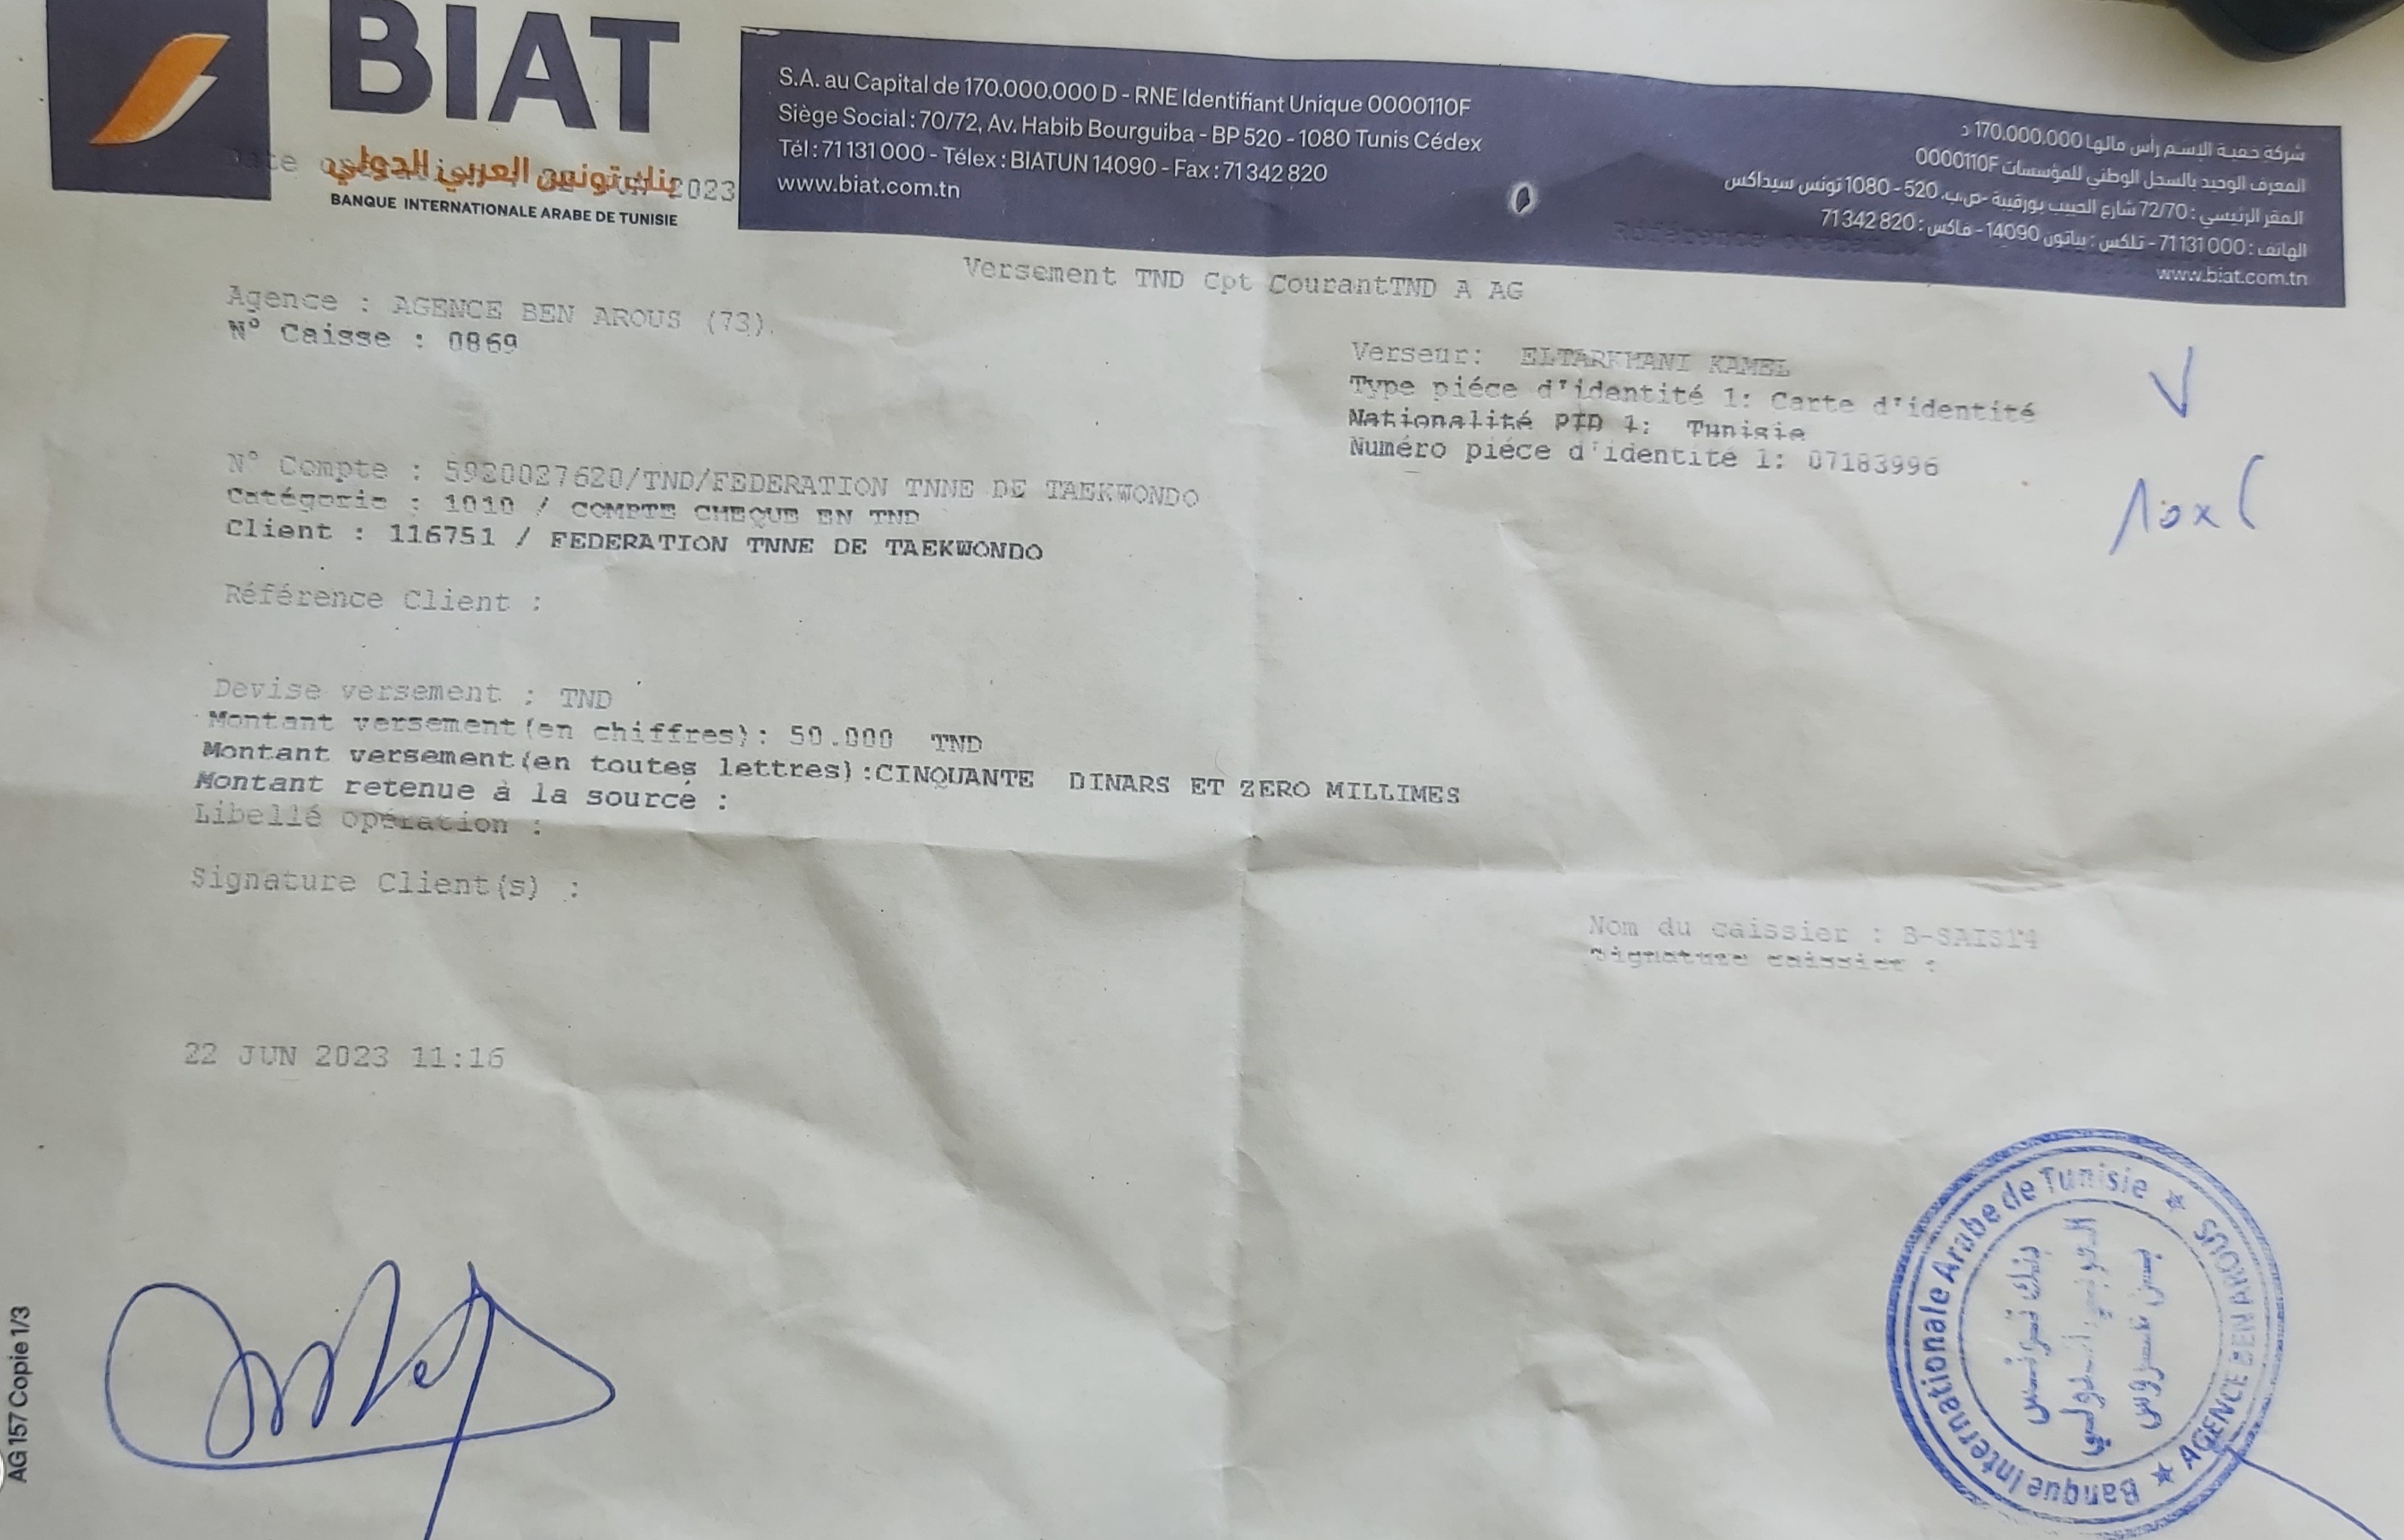 BIAT
بنك تونس العربي الدولي
BANQUE INTERNATIONALE ARABE DE TUNISIE
Date 2023
S.A. au Capital de 170.000.000 D - RNE Identifiant Unique 0000110F
Siège Social : 70/72, Av. Habib Bourguiba - BP 520 - 1080 Tunis Cédex
Tél : 71 131 000 - Télex : BIATUN 14090 - Fax : 71 342 820
www.biat.com.tn
شركة خفية الإسم رأس مالها 170.000.000 د
المعرف الوحيد بالسجل الوطني للمؤسسات 0000110F
المقر الرئيسي : 72/70 شارع الحبيب بورقيبة -ص.ب. 520 - 1080 تونس سيداكس
الهاتف : 71131000 - تلكس : بياتون 14090 - فاكس : 71342820
www.biat.com.tn
Versement TND Cpt CourantTND A AG
Agence : AGENCE BEN AROUS (73)
N° Caisse : 0869
Verseur: ELTARKHANI KAMEL
Type piéce d'identité 1: Carte d'identité
Nationalité PID 1: Tunisie
Numéro piéce d'identité 1: 07183996
N° Compte : 5920027620/TND/FEDERATION TNNE DE TAEKWONDO
Catégorie : 1010 / COMPTE CHEQUE EN TND
Client : 116751 / FEDERATION TNNE DE TAEKWONDO
Référence Client :
Devise versement : TND
Montant versement(en chiffres): 50.000 TND
Montant versement(en toutes lettres):CINQUANTE DINARS ET ZERO MILLIMES
Montant retenue à la source :
Libellé opération :
Signature Client(s) :
Nom du caissier : B-SAIS14
Signature caissier :
22 JUN 2023 11:16
AG 157 Copie 1/3
Banque Internationale Arabe de Tunisie ★ AGENCE BEN AROUS ★
بنك تونس
العربي الدولي
بن عروس